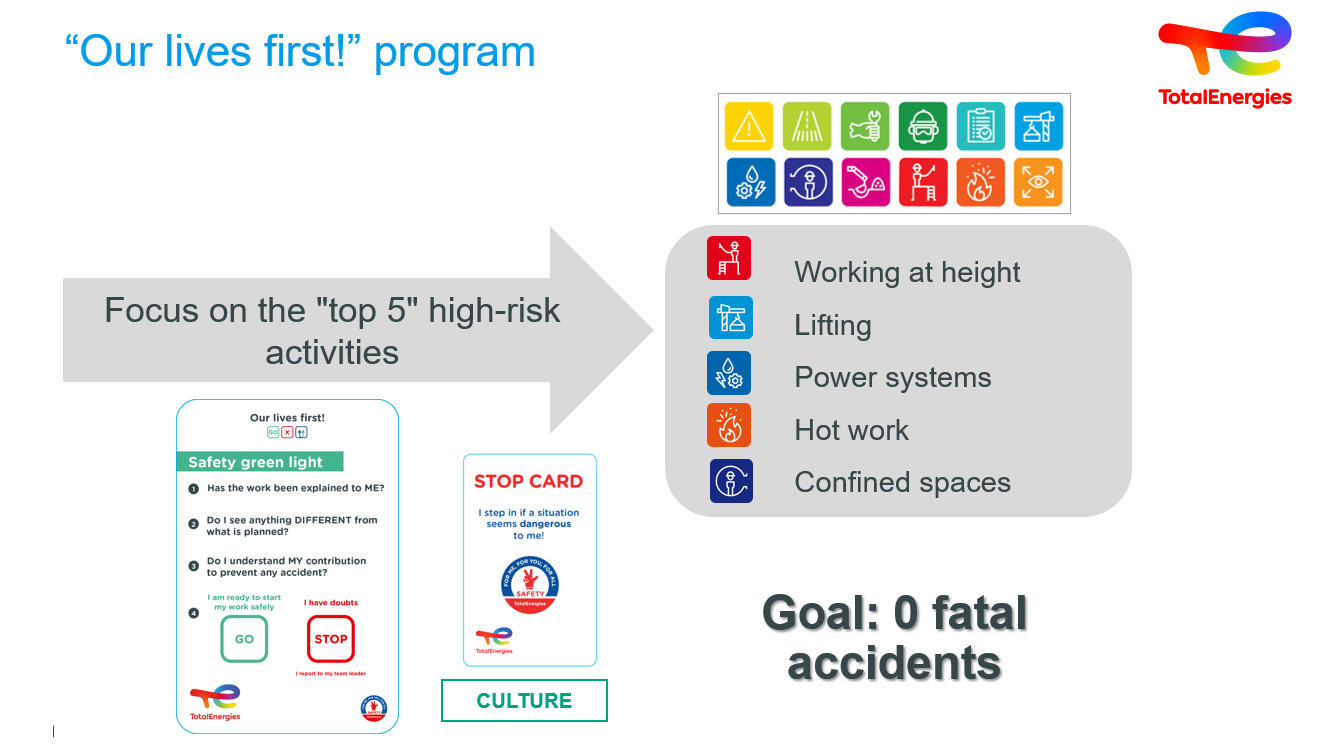 “Our lives first!” program
TotalEnergies
Focus on the "top 5" high-risk
activities
Working at height
Lifting
Power systems
Hot work
Confined spaces
Our lives first!
GO X
Safety green light
1 Has the work been explained to ME?
2 Do I see anything DIFFERENT from
what is planned?
3 Do I understand MY contribution
to prevent any accident?
4
I am ready to start
my work safely
GO
I have doubts
STOP
I report to my team leader
TotalEnergies
SAFETY
STOP CARD
I step in if a situation
seems dangerous
to me!
FOR ME, FOR YOU, FOR ALL
SAFETY
TotalEnergies
TotalEnergies
CULTURE
Goal: 0 fatal
accidents